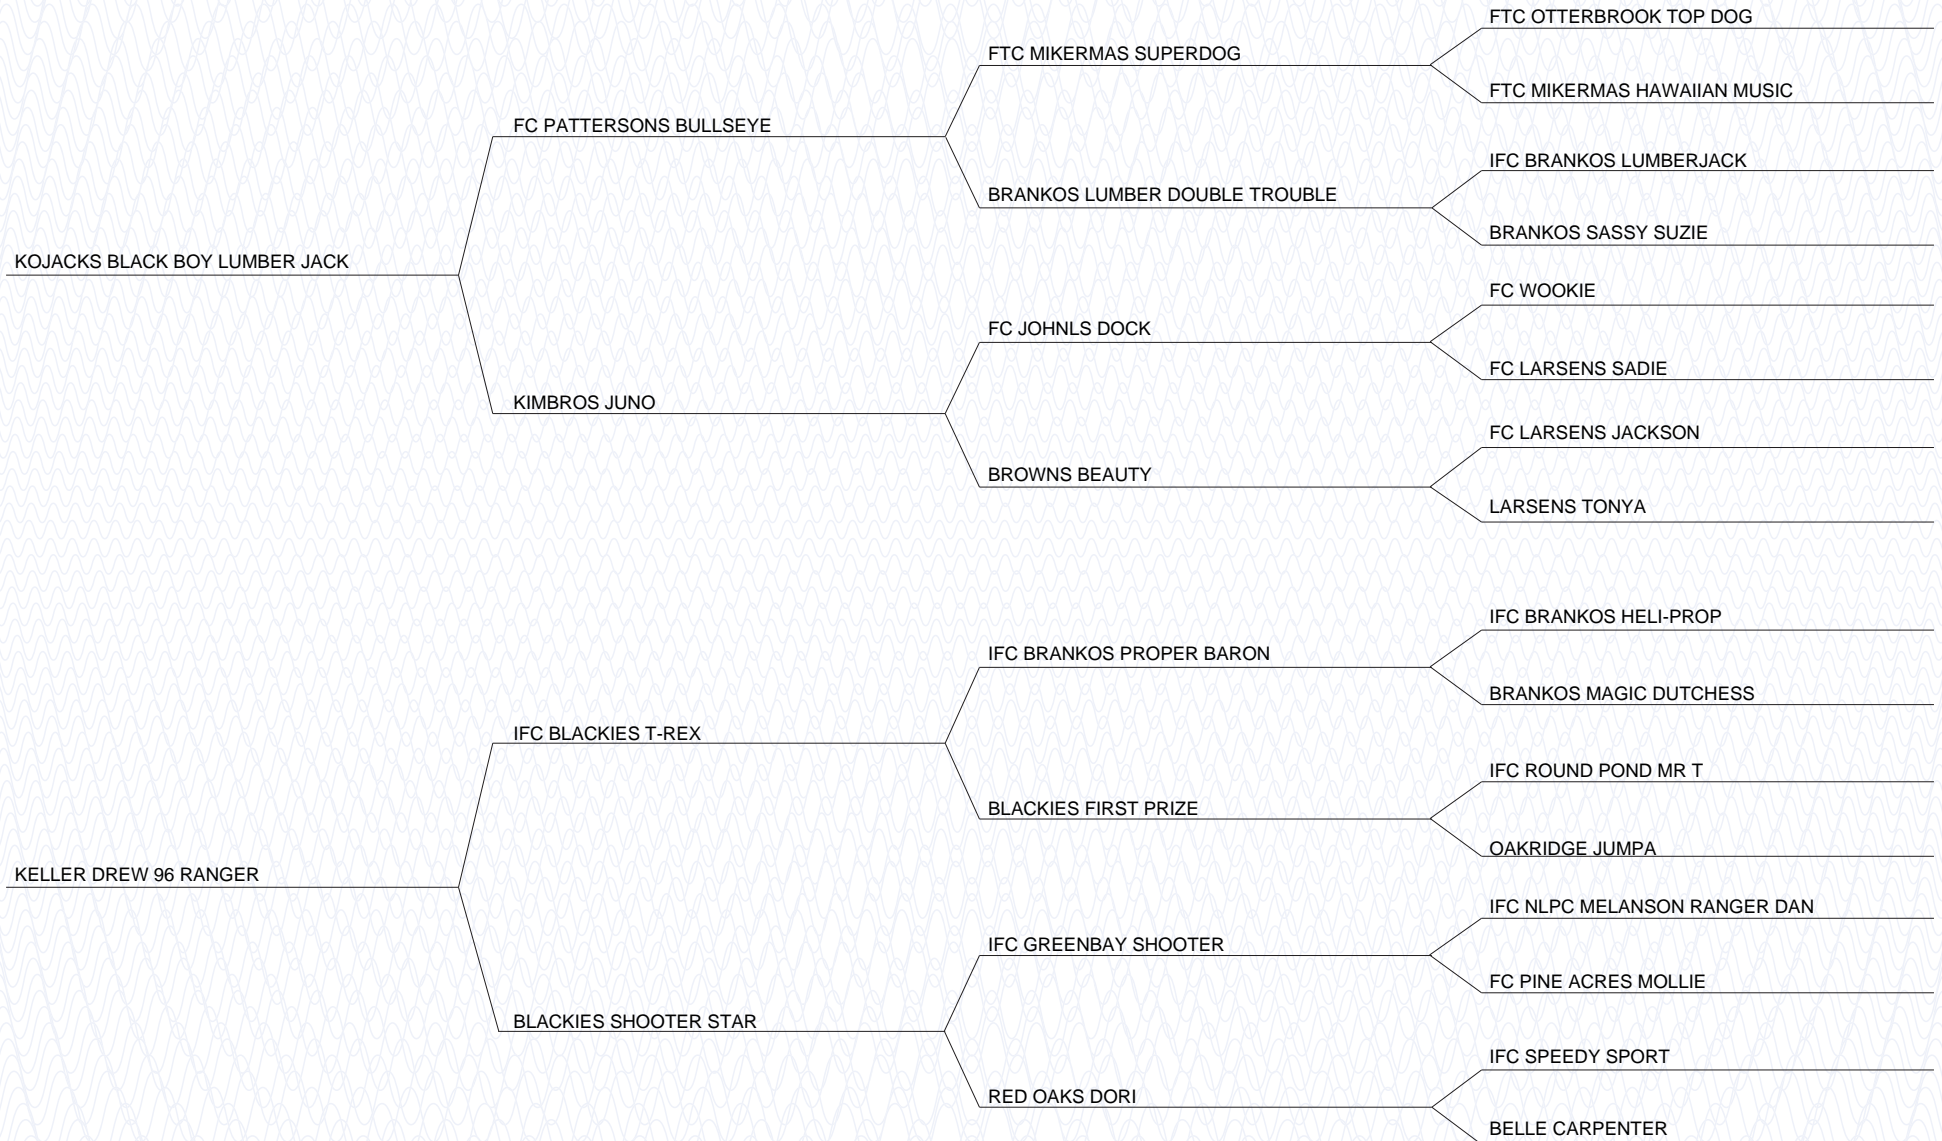 FTC OTTERBROOK TOP DOG
FTC MIKERMAS SUPERDOG
FTC MIKERMAS HAWAIIAN MUSIC
FC PATTERSONS BULLSEYE
IFC BRANKOS LUMBERJACK
BRANKOS LUMBER DOUBLE TROUBLE
BRANKOS SASSY SUZIE
KOJACKS BLACK BOY LUMBER JACK
FC WOOKIE
FC JOHNLS DOCK
FC LARSENS SADIE
KIMBROS JUNO
FC LARSENS JACKSON
BROWNS BEAUTY
LARSENS TONYA
IFC BRANKOS HELI-PROP
IFC BRANKOS PROPER BARON
BRANKOS MAGIC DUTCHESS
IFC BLACKIES T-REX
IFC ROUND POND MR T
BLACKIES FIRST PRIZE
OAKRIDGE JUMPA
KELLER DREW 96 RANGER
IFC NLPC MELANSON RANGER DAN
IFC GREENBAY SHOOTER
FC PINE ACRES MOLLIE
BLACKIES SHOOTER STAR
IFC SPEEDY SPORT
RED OAKS DORI
BELLE CARPENTER